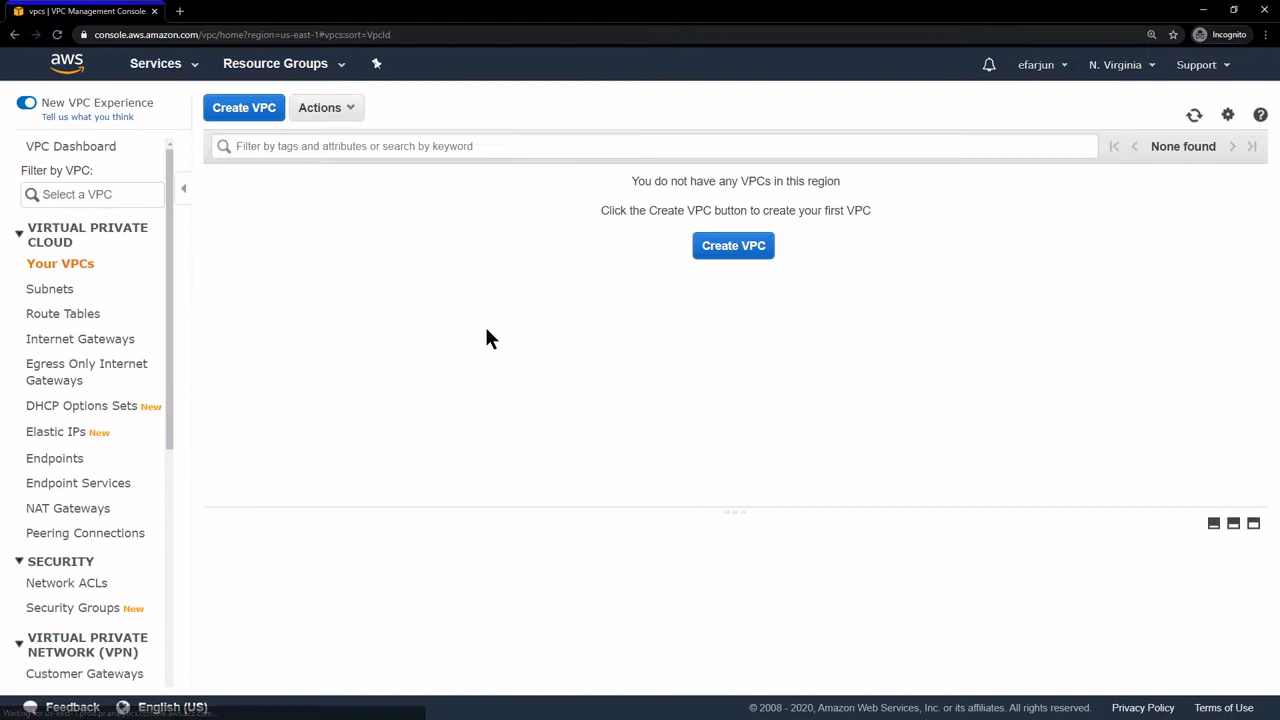 vpcs | VPC Management Console
console.aws.amazon.com/vpc/home?region=us-east-1#vpcs:sort=VpcId
Incognito
aws
Services
Resource Groups
efarjun
N. Virginia
Support
New VPC Experience
Tell us what you think
VPC Dashboard
Filter by VPC:
Select a VPC
VIRTUAL PRIVATE
CLOUD
Your VPCs
Subnets
Route Tables
Internet Gateways
Egress Only Internet
Gateways
DHCP Options Sets New
Elastic IPs New
Endpoints
Endpoint Services
NAT Gateways
Peering Connections
SECURITY
Network ACLs
Security Groups New
VIRTUAL PRIVATE
NETWORK (VPN)
Customer Gateways
Create VPC
Actions
Filter by tags and attributes or search by keyword
None found
You do not have any VPCs in this region
Click the Create VPC button to create your first VPC
Create VPC
Feedback
English (US)
© 2008 - 2020, Amazon Web Services, Inc. or its affiliates. All rights reserved.
Privacy Policy
Terms of Use